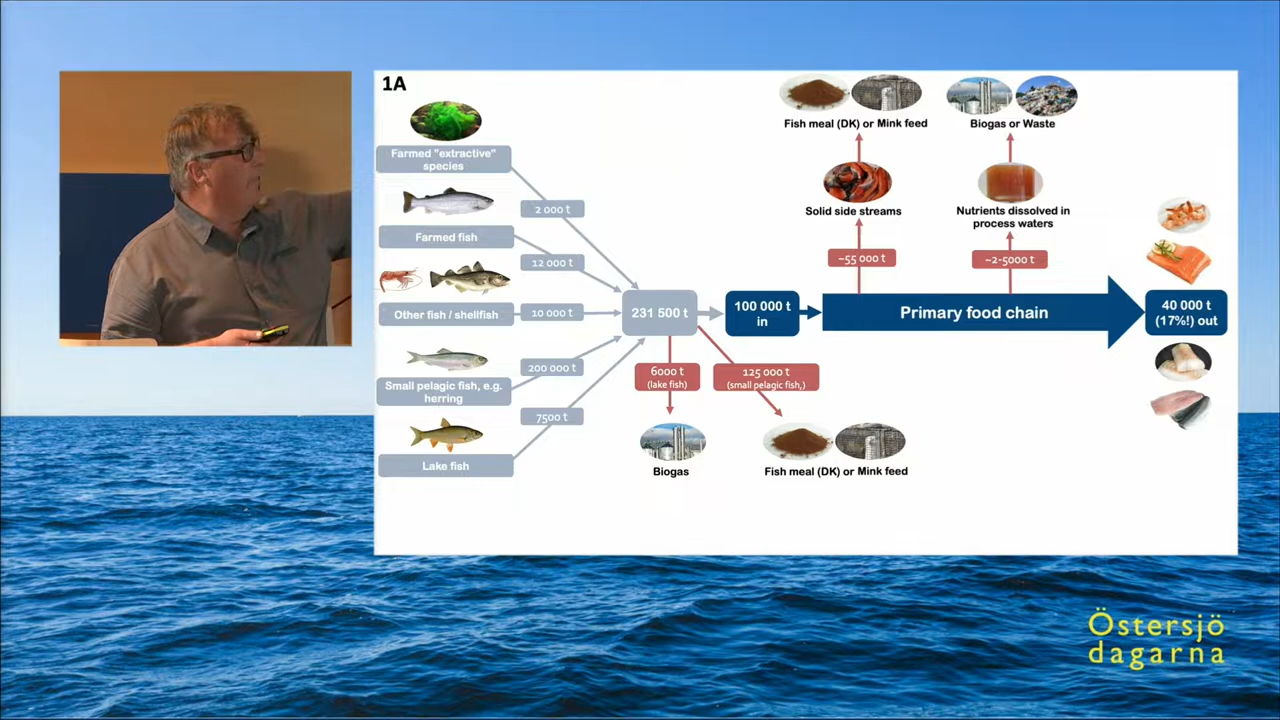 1A
Farmed "extractive"
species
2 000 t
Farmed fish
12 000 t
Other fish / shellfish
10 000 t
Small pelagic fish, e.g.
herring
200 000 t
Lake fish
7500 t
231 500 t
6000 t
(lake fish)
Biogas
125 000 t
(small pelagic fish,)
Fish meal (DK) or Mink feed
100 000 t
in
Primary food chain
~55 000 t
Solid side streams
Fish meal (DK) or Mink feed
~2-5000 t
Nutrients dissolved in
process waters
Biogas or Waste
40 000 t
(17%!) out
Östersjö
dagarna